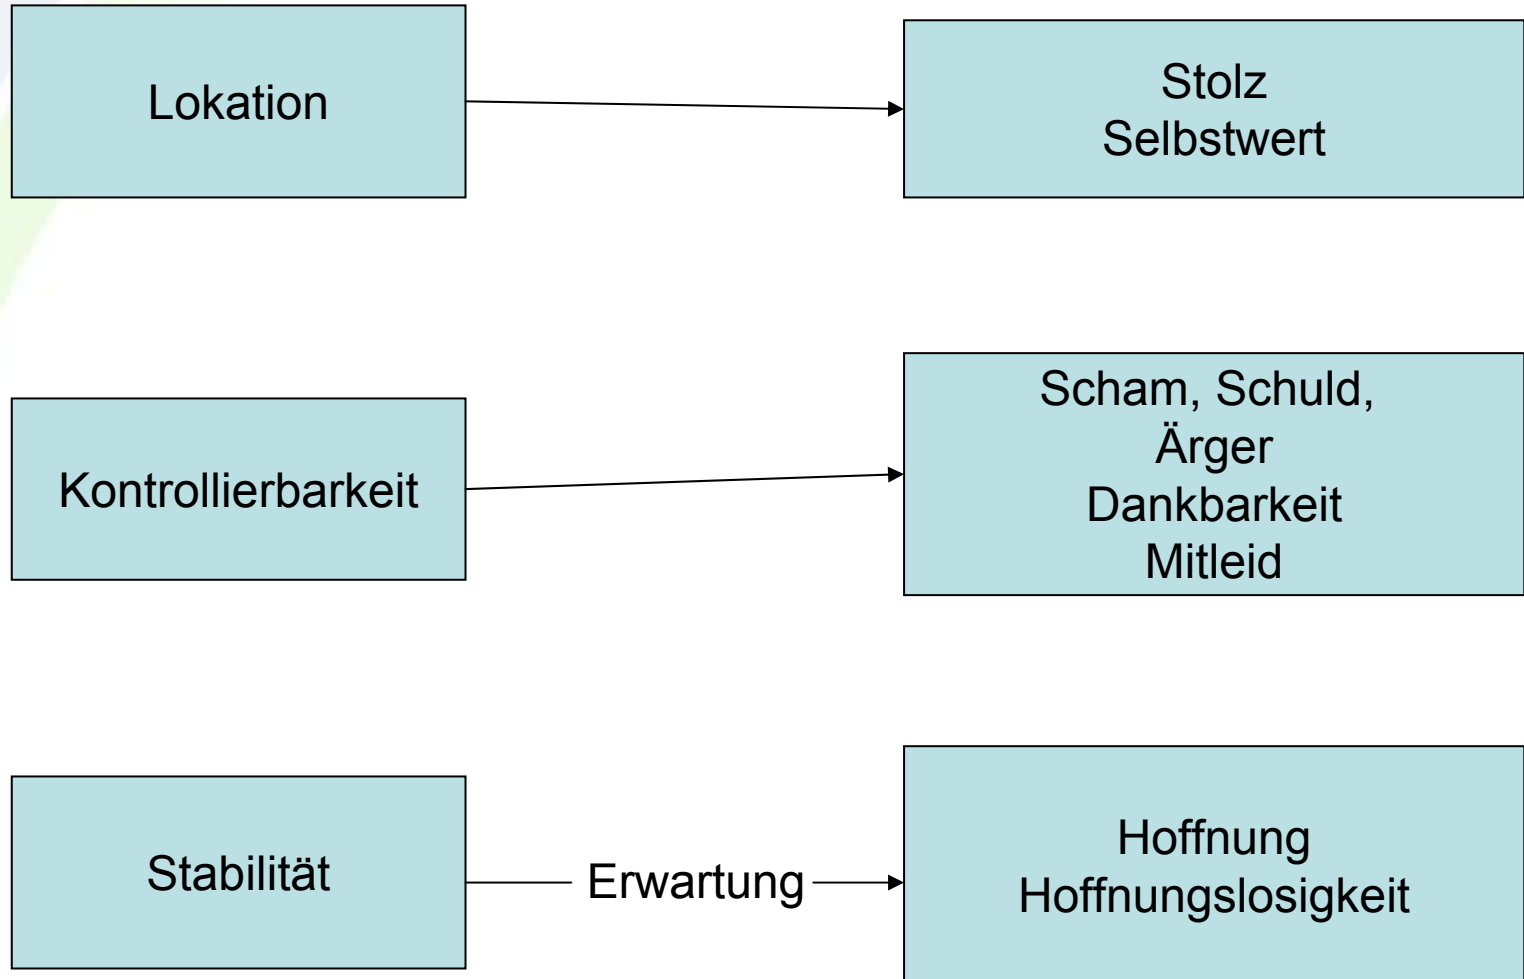 Lokation
Stolz
Selbstwert
Kontrollierbarkeit
Scham, Schuld,
Ärger
Dankbarkeit
Mitleid
Stabilität
Erwartung
Hoffnung
Hoffnungslosigkeit